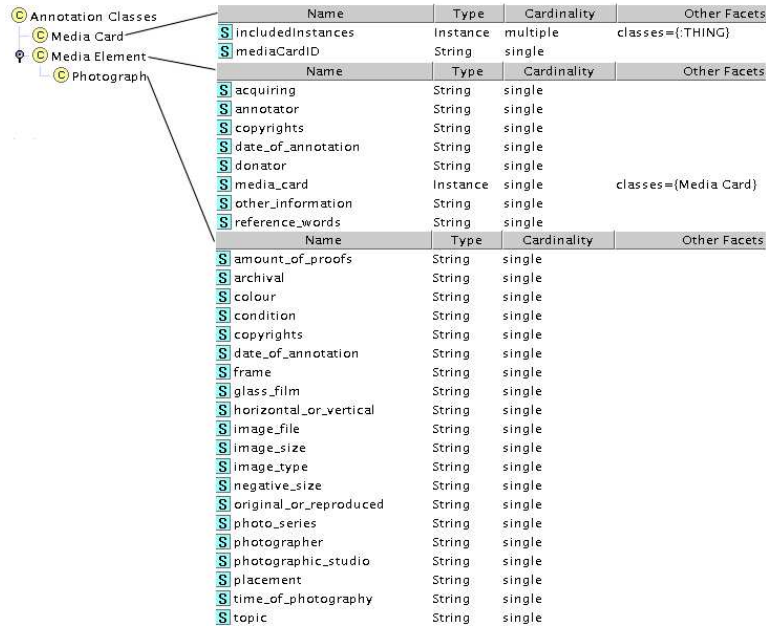 C Annotation Classes
C Media Card
C Media Element
C Photograph
Name Type Cardinality Other Facets
S includedInstances Instance multiple classes={:THING}
S mediaCardID String single
Name Type Cardinality Other Facets
S acquiring String single
S annotator String single
S copyrights String single
S date_of_annotation String single
S donator String single
S media_card Instance single classes={Media Card}
S other_information String single
S reference_words String single
Name Type Cardinality Other Facets
S amount_of_proofs String single
S archival String single
S colour String single
S condition String single
S copyrights String single
S date_of_annotation String single
S frame String single
S glass_film String single
S horizontal_or_vertical String single
S image_file String single
S image_size String single
S image_type String single
S negative_size String single
S original_or_reproduced String single
S photo_series String single
S photographer String single
S photographic_studio String single
S placement String single
S time_of_photography String single
S topic String single